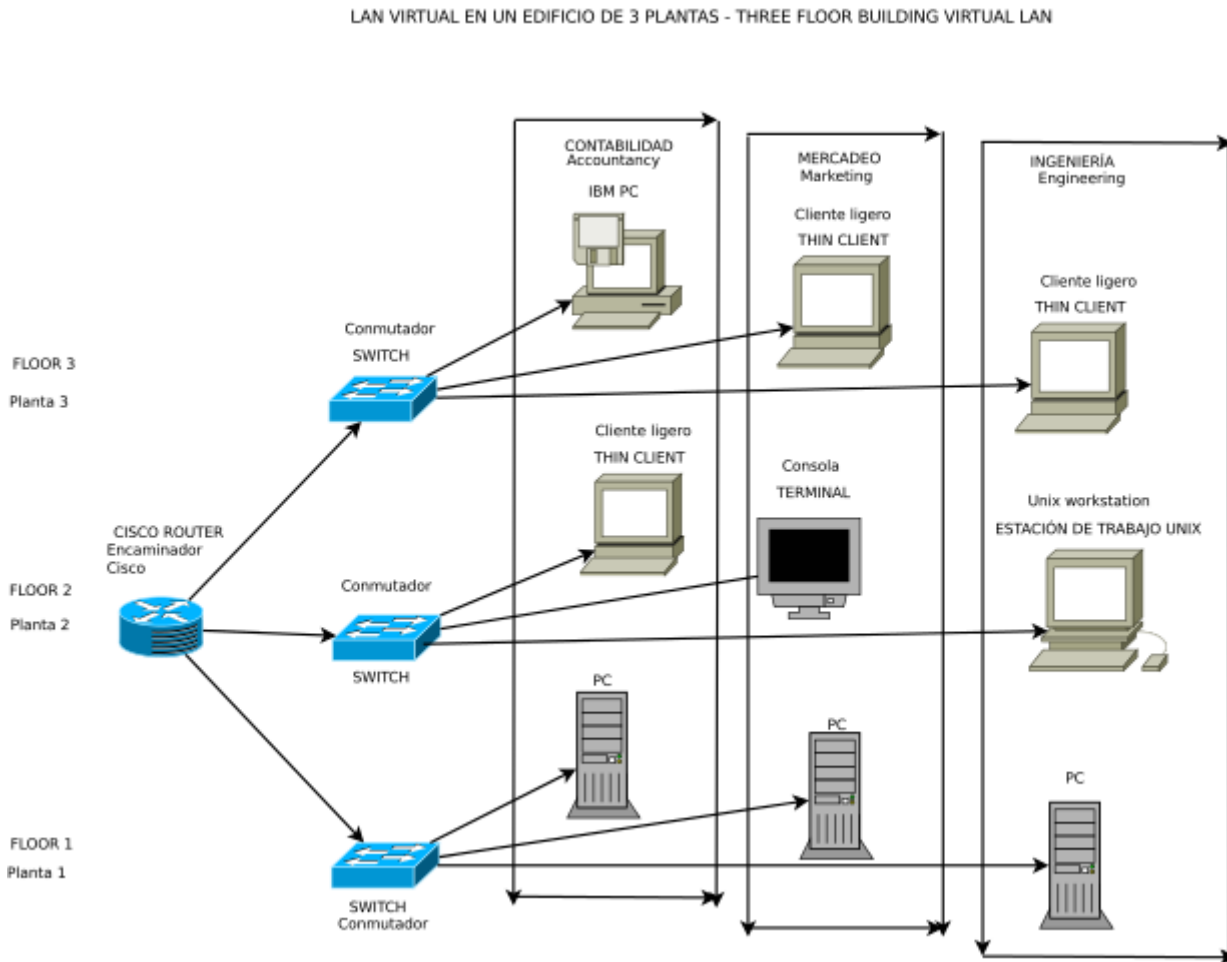 LAN VIRTUAL EN UN EDIFICIO DE 3 PLANTAS - THREE FLOOR BUILDING VIRTUAL LAN
CONTABILIDAD
Accountancy
IBM PC
MERCADEO
Marketing
Cliente ligero
THIN CLIENT
INGENIERÍA
Engineering
Cliente ligero
THIN CLIENT
Conmutador
SWITCH
FLOOR 3
Planta 3
Cliente ligero
THIN CLIENT
Consola
TERMINAL
Unix workstation
ESTACIÓN DE TRABAJO UNIX
CISCO ROUTER
Encaminador
Cisco
FLOOR 2
Planta 2
Conmutador
SWITCH
PC
PC
PC
FLOOR 1
Planta 1
SWITCH
Conmutador